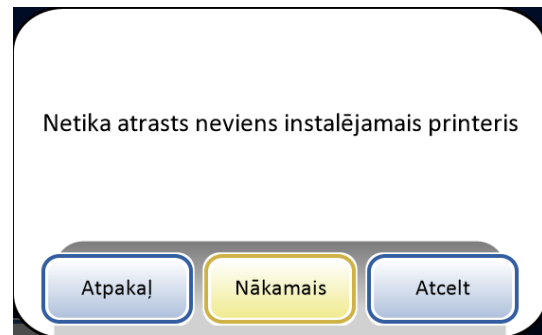 Netika atrasts neviens instalējamais printeris
Atpakaļ
Nākamais
Atcelt